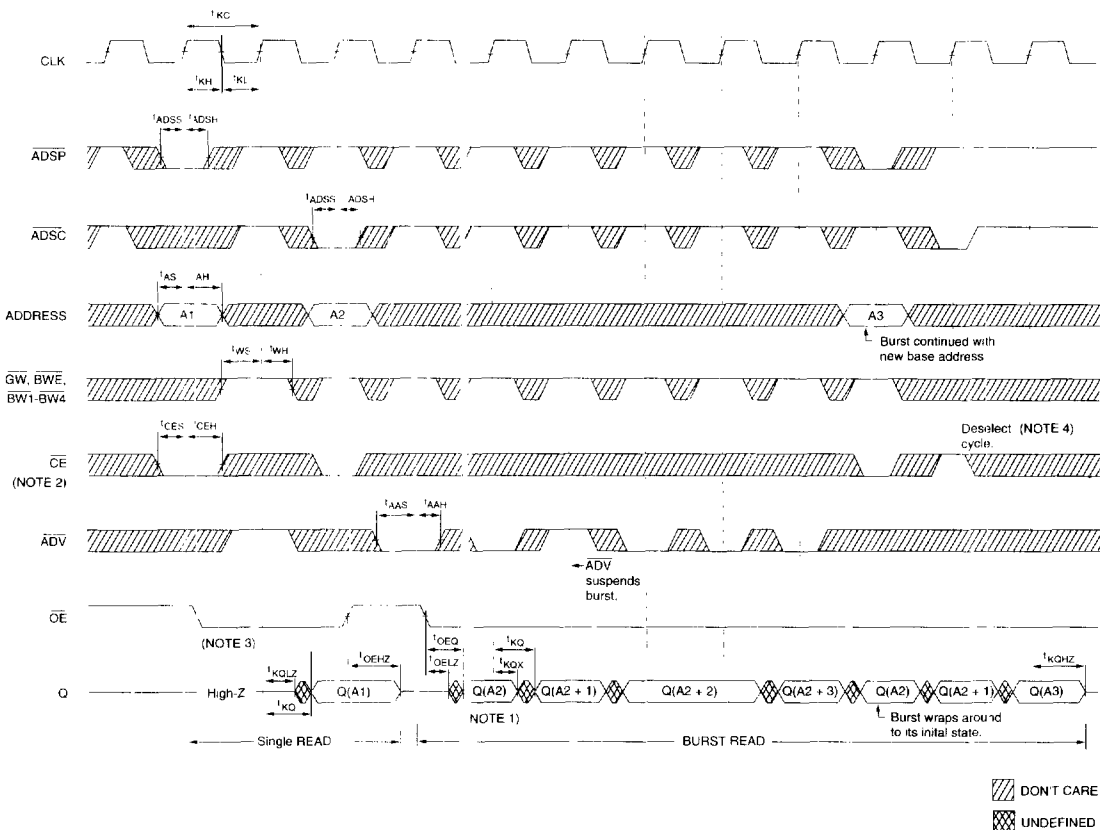 tKC
CLK
tKH tKL
tADSS tADSH
ADSP
tADSS ADSH
ADSC
tAS AH
ADDRESS A1 A2 A3
Burst continued with
new base address
tWS tWH
GW, BWE,
BW1-BW4
tCES tCEH
Deselect (NOTE 4)
cycle.
CE
(NOTE 2)
tAAS tAAH
ADV
ADV
suspends
burst.
OE
(NOTE 3)
tOEQ tKQ
tOEHZ tOELZ tKQX tKQHZ
tKQLZ
Q High-Z Q(A1) Q(A2) Q(A2 + 1) Q(A2 + 2) Q(A2 + 3) Q(A2) Q(A2 + 1) Q(A3)
tKQ
NOTE 1)
Burst wraps around
to its inital state.
Single READ BURST READ
DON'T CARE
UNDEFINED